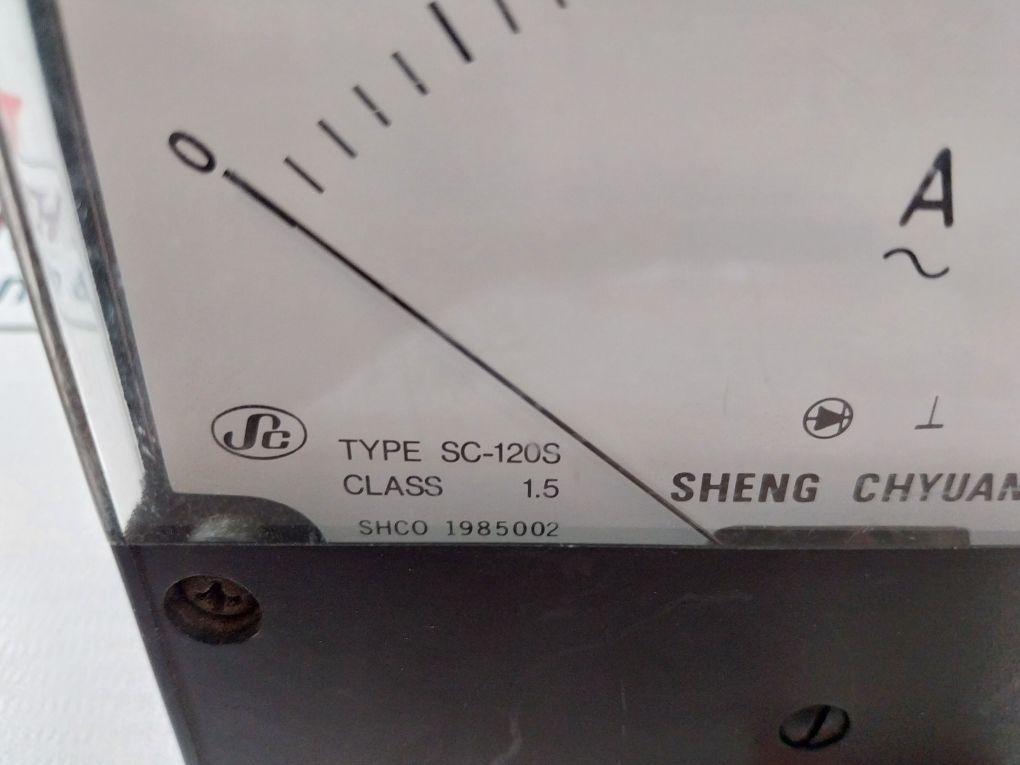 0
A
~
Sc
TYPE SC-120S
CLASS 1.5
SHCO 1985002
SHENG CHYUAN